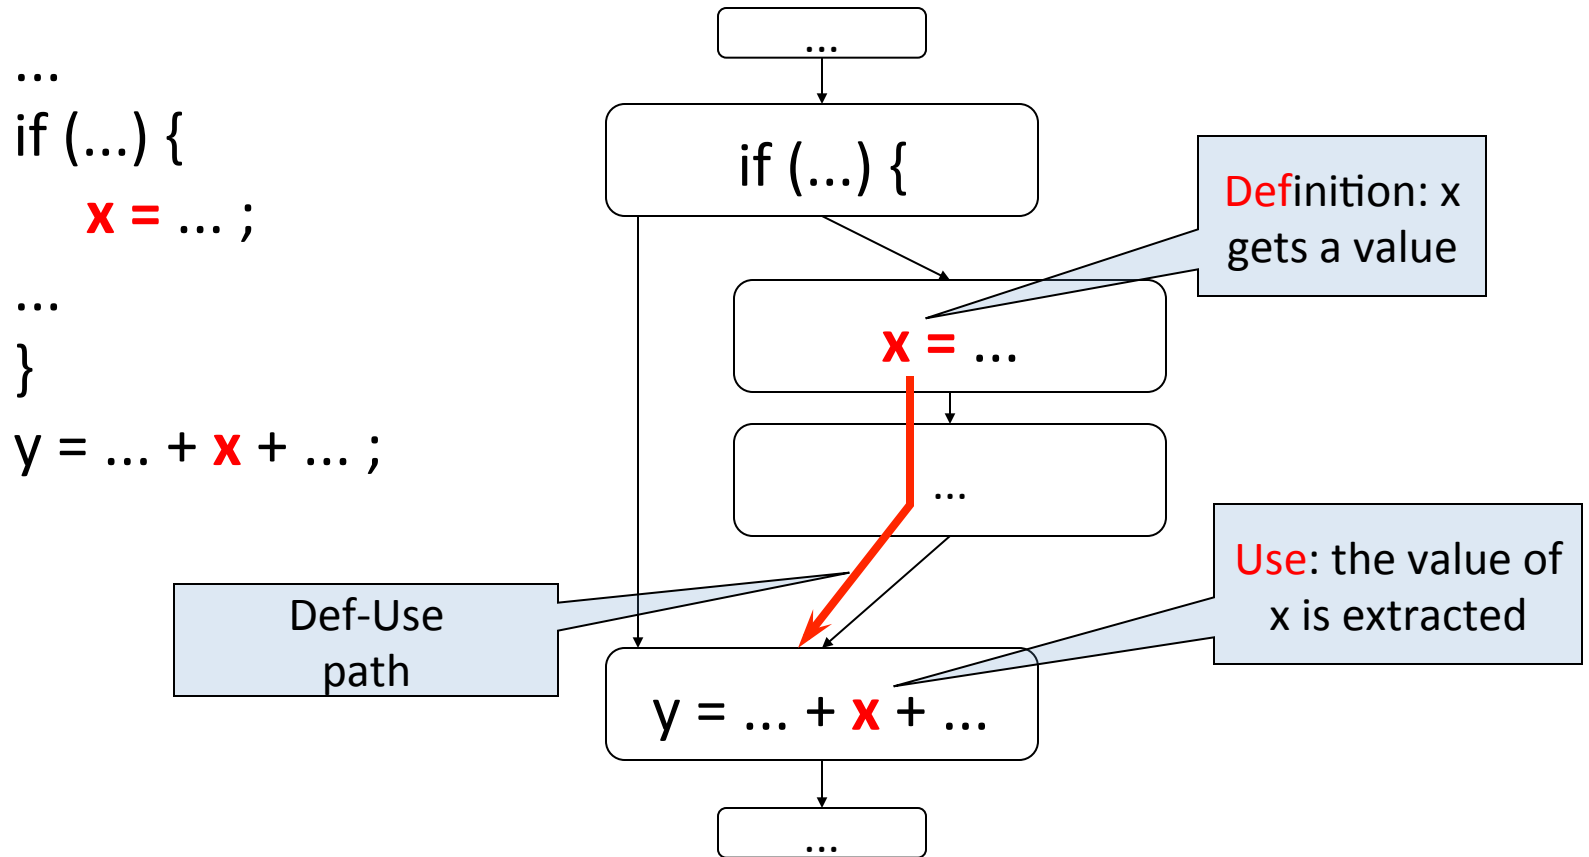 ...
if (...) {
x = ... ;
...
}
y = ... + x + ... ;
...
if (...) {
Definition: x
gets a value
x = ...
...
Use: the value of
x is extracted
Def-Use
path
y = ... + x + ...
...